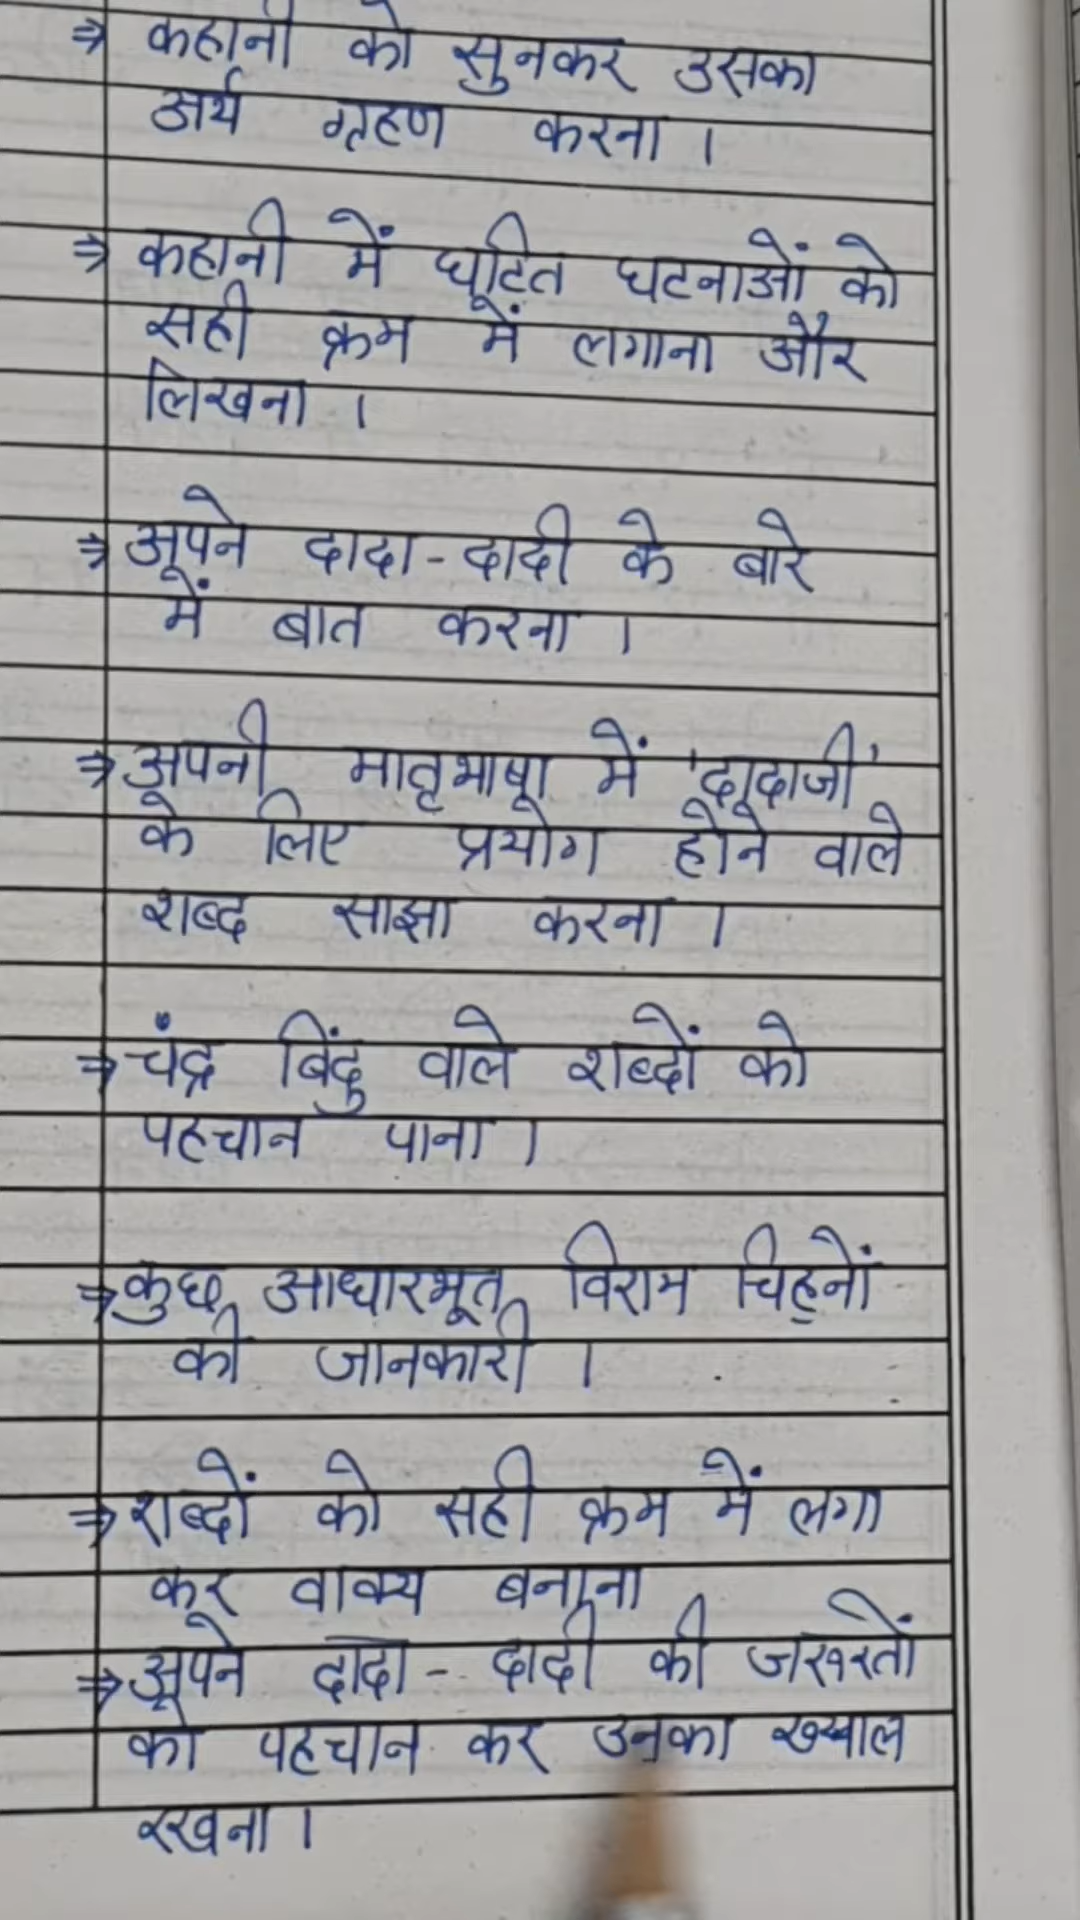 ⇒ कहानी को सुनकर उसका
अर्थ ग्रहण करना ।
⇒ कहानी में घटित घटनाओं को
सही क्रम में लगाना और
लिखना ।
⇒ अपने दादा-दादी के बारे
में बात करना ।
⇒ अपनी मातृभाषा में 'दादाजी'
के लिए प्रयोग होने वाले
शब्द साझा करना ।
⇒ चंद्र बिंदु वाले शब्दों को
पहचान पाना ।
⇒ कुछ आधारभूत विराम चिह्नों
की जानकारी ।
⇒ शब्दों को सही क्रम में लगा
कर वाक्य बनाना
⇒ अपने दादा - दादी की जरूरतों
को पहचान कर उनका ख्याल
रखना ।